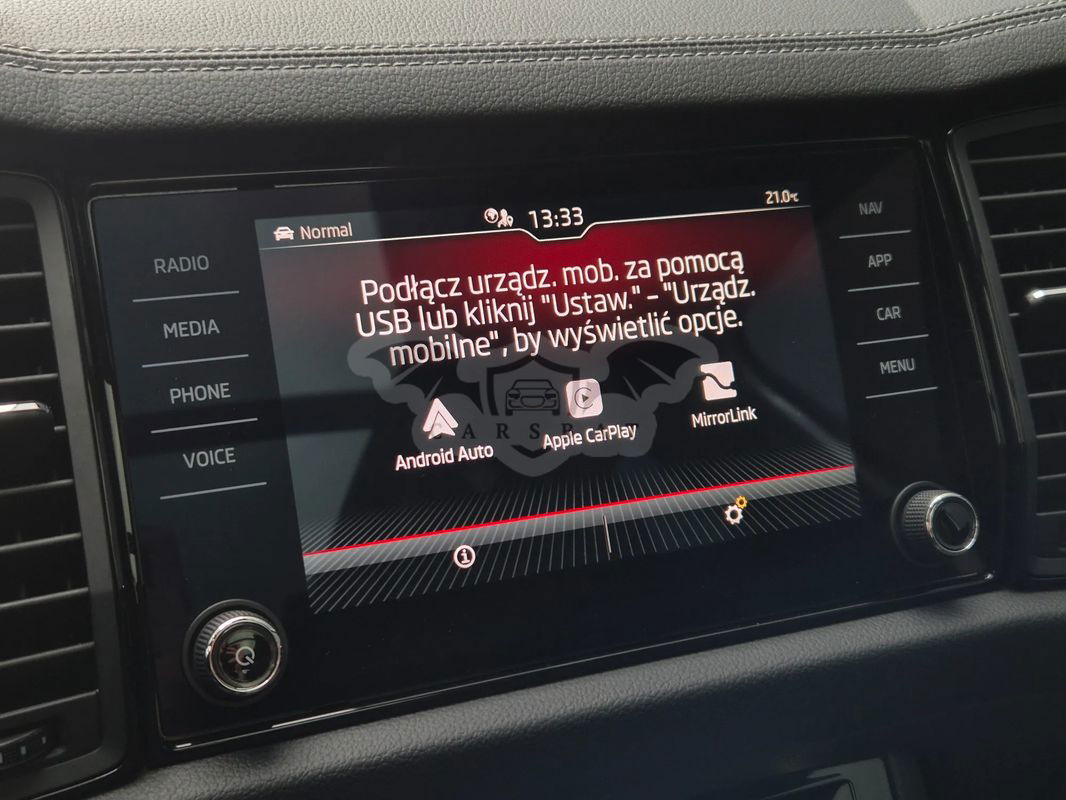 Normal
13:33
21.0°C
RADIO
MEDIA
PHONE
VOICE
NAV
APP
CAR
MENU
Podłącz urządz. mob. za pomocą
USB lub kliknij "Ustaw." - "Urządz.
mobilne", by wyświetlić opcje.
Android Auto
Apple CarPlay
MirrorLink